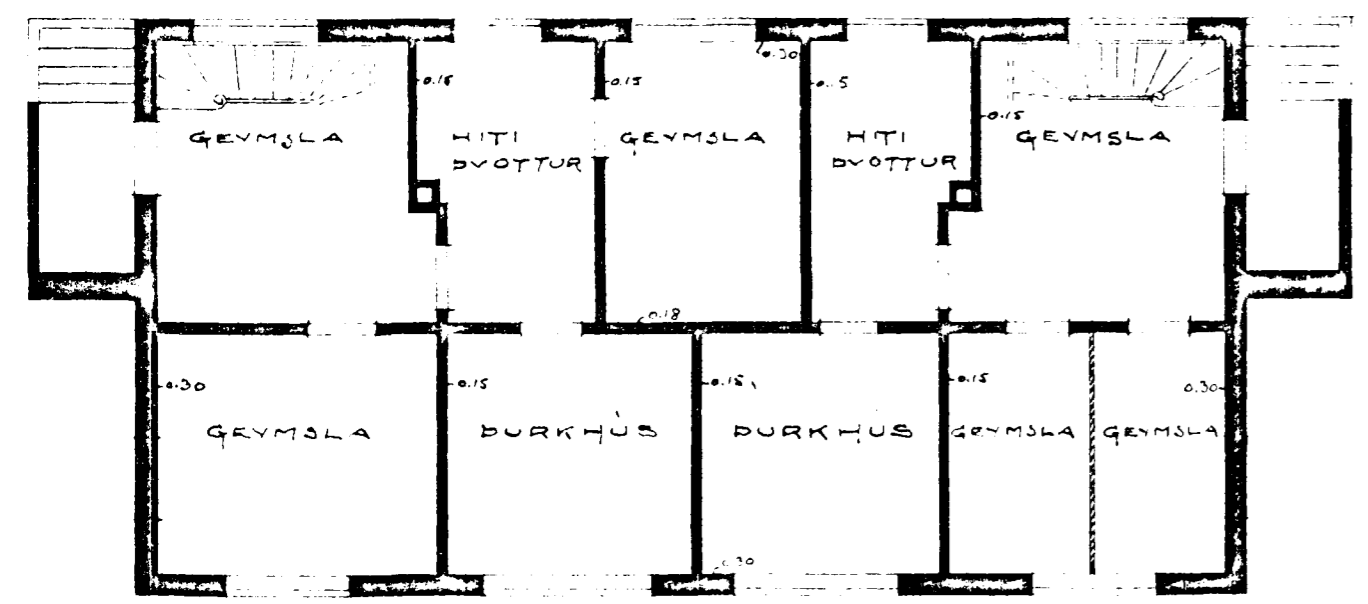 0.30
0.15 0.15 0.15
0.15
GEYMSLA HITI GEYMSLA HITI GEYMSLA
ÞVOTTUR ÞVOTTUR
0.18
0.30 0.15 0.15 0.15 0.30
GEYMSLA ÞURKHÚS ÞURKHÚS GEYMSLA GEYMSLA
0.30